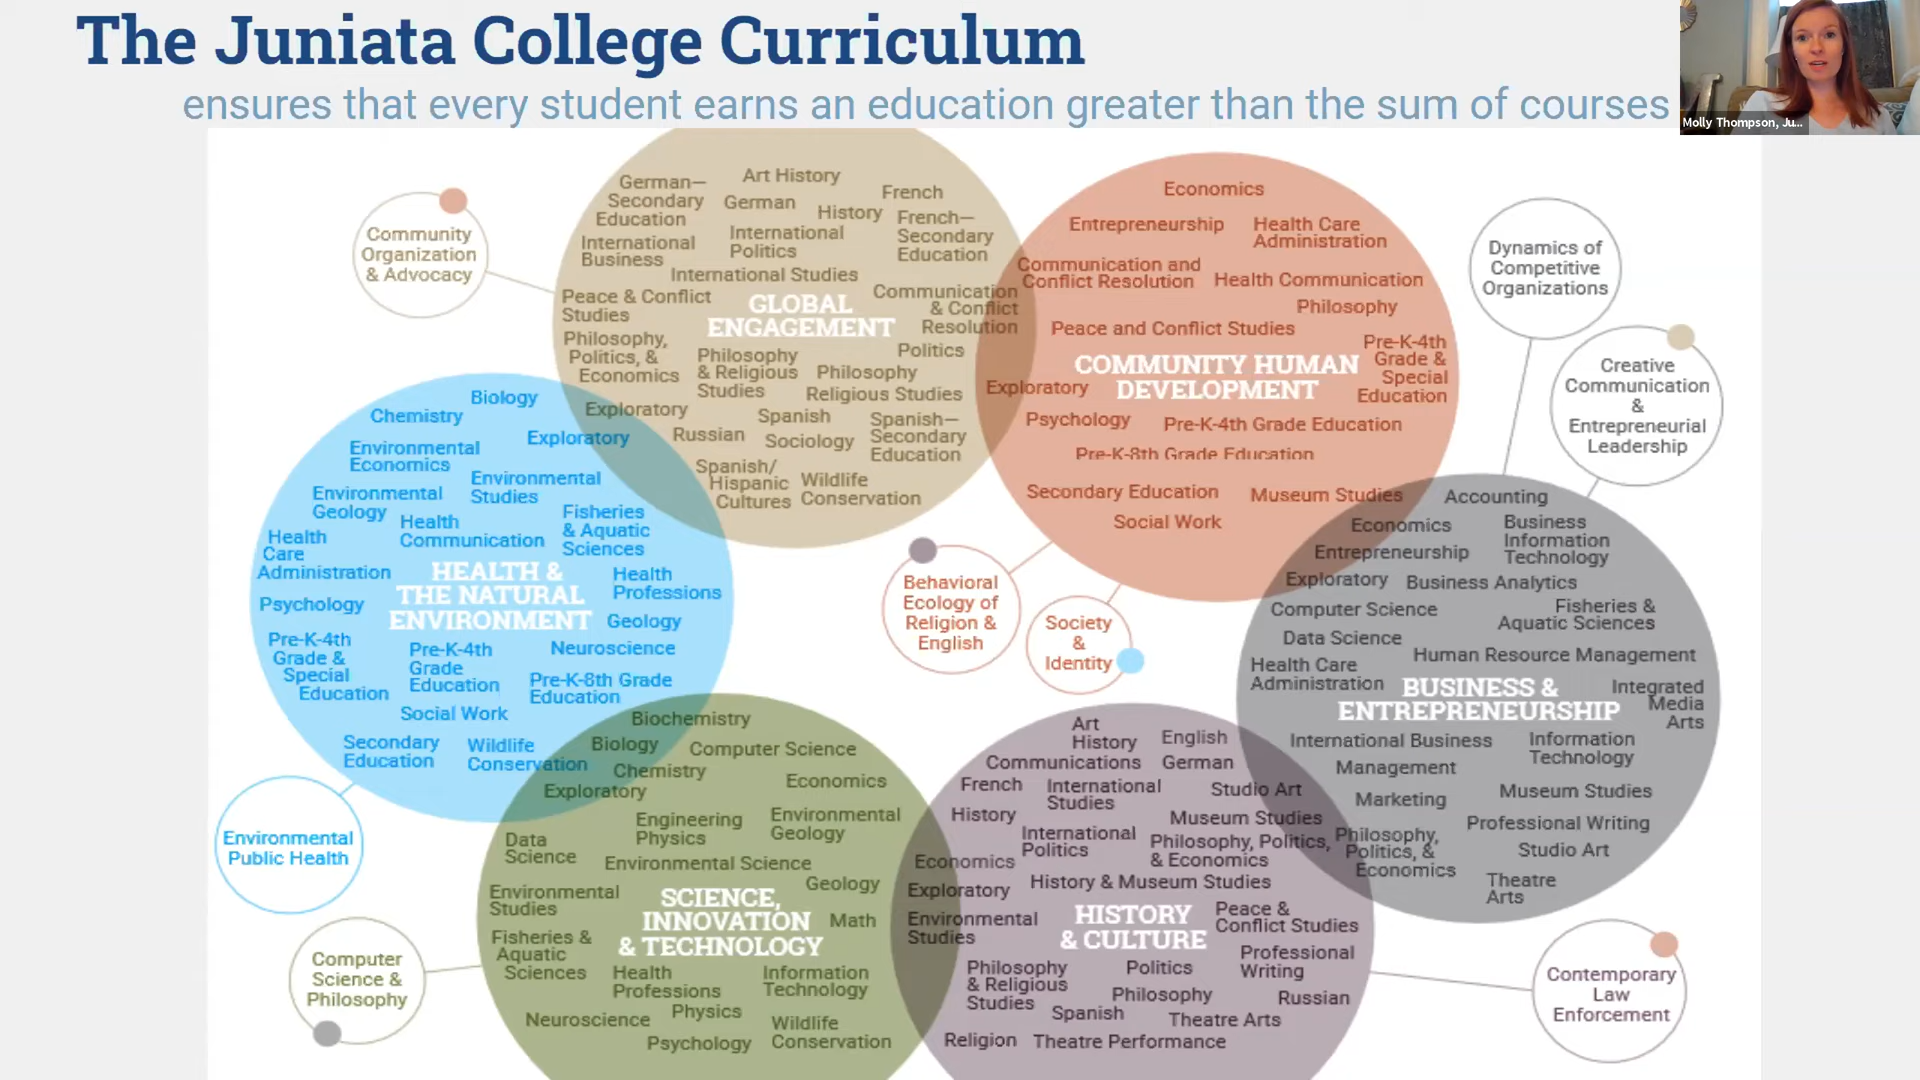 The Juniata College Curriculum
ensures that every student earns an education greater than the sum of courses
Molly Thompson, Ju...
Community
Organization
& Advocacy
German—
Secondary
Education
Art History
German
French
History
French—
Secondary
Education
International
Business
International
Politics
International Studies
Peace & Conflict
Studies
GLOBAL
ENGAGEMENT
Communication
& Conflict
Resolution
Philosophy,
Politics, &
Economics
Philosophy
& Religious
Studies
Politics
Philosophy
Religious Studies
Exploratory
Spanish
Russian
Sociology
Spanish—
Secondary
Education
Spanish/
Hispanic
Cultures
Wildlife
Conservation
Economics
Entrepreneurship
Health Care
Administration
Communication and
Conflict Resolution
Health Communication
Philosophy
Peace and Conflict Studies
COMMUNITY HUMAN
DEVELOPMENT
Pre-K-4th
Grade &
Special
Education
Exploratory
Psychology
Pre-K-4th Grade Education
Pre-K-8th Grade Education
Secondary Education
Museum Studies
Social Work
Dynamics of
Competitive
Organizations
Creative
Communication
&
Entrepreneurial
Leadership
Biology
Chemistry
Exploratory
Environmental
Economics
Environmental
Studies
Environmental
Geology
Health
Communication
Fisheries
& Aquatic
Sciences
Health
Care
Administration
HEALTH &
THE NATURAL
ENVIRONMENT
Health
Professions
Psychology
Geology
Pre-K-4th
Grade &
Special
Education
Pre-K-4th
Grade
Education
Neuroscience
Pre-K-8th Grade
Education
Social Work
Secondary
Education
Wildlife
Conservation
Behavioral
Ecology of
Religion &
English
Society
&
Identity
Accounting
Economics
Business
Information
Technology
Entrepreneurship
Exploratory
Business Analytics
Computer Science
Fisheries &
Aquatic Sciences
Data Science
Human Resource Management
Health Care
Administration
BUSINESS &
ENTREPRENEURSHIP
Integrated
Media
Arts
International Business
Information
Technology
Management
Marketing
Museum Studies
Professional Writing
Philosophy,
Politics, &
Economics
Studio Art
Theatre
Arts
Environmental
Public Health
Computer
Science &
Philosophy
Biochemistry
Biology
Computer Science
Chemistry
Economics
Exploratory
Engineering
Physics
Environmental
Geology
Data
Science
Environmental Science
Geology
Environmental
Studies
SCIENCE,
INNOVATION
& TECHNOLOGY
Math
Fisheries &
Aquatic
Sciences
Health
Professions
Information
Technology
Neuroscience
Physics
Psychology
Wildlife
Conservation
Art
History
English
Communications
German
French
International
Studies
Studio Art
History
Museum Studies
International
Politics
Philosophy, Politics,
& Economics
Economics
Exploratory
History & Museum Studies
Environmental
Studies
HISTORY
& CULTURE
Peace &
Conflict Studies
Philosophy
& Religious
Studies
Politics
Professional
Writing
Philosophy
Russian
Spanish
Theatre Arts
Religion
Theatre Performance
Contemporary
Law
Enforcement